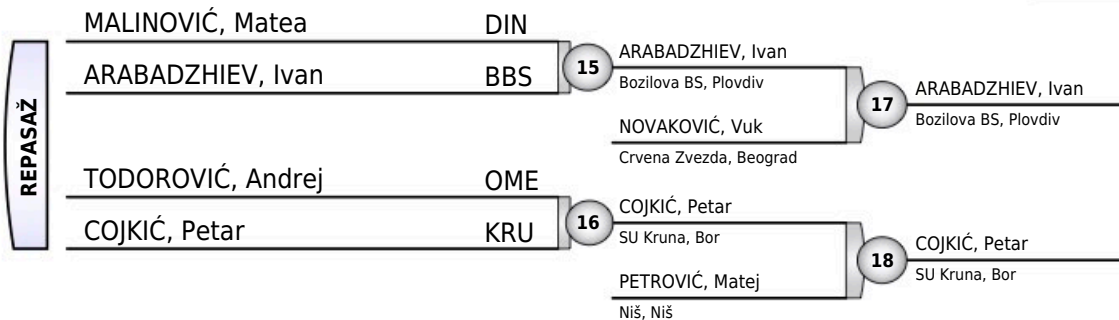 REPASAŽ
MALINOVIĆ, Matea DIN
ARABADZHIEV, Ivan BBS
15
ARABADZHIEV, Ivan
Bozilova BS, Plovdiv
NOVAKOVIĆ, Vuk
Crvena Zvezda, Beograd
17
ARABADZHIEV, Ivan
Bozilova BS, Plovdiv
TODOROVIĆ, Andrej OME
COJKIĆ, Petar KRU
16
COJKIĆ, Petar
SU Kruna, Bor
PETROVIĆ, Matej
Niš, Niš
18
COJKIĆ, Petar
SU Kruna, Bor